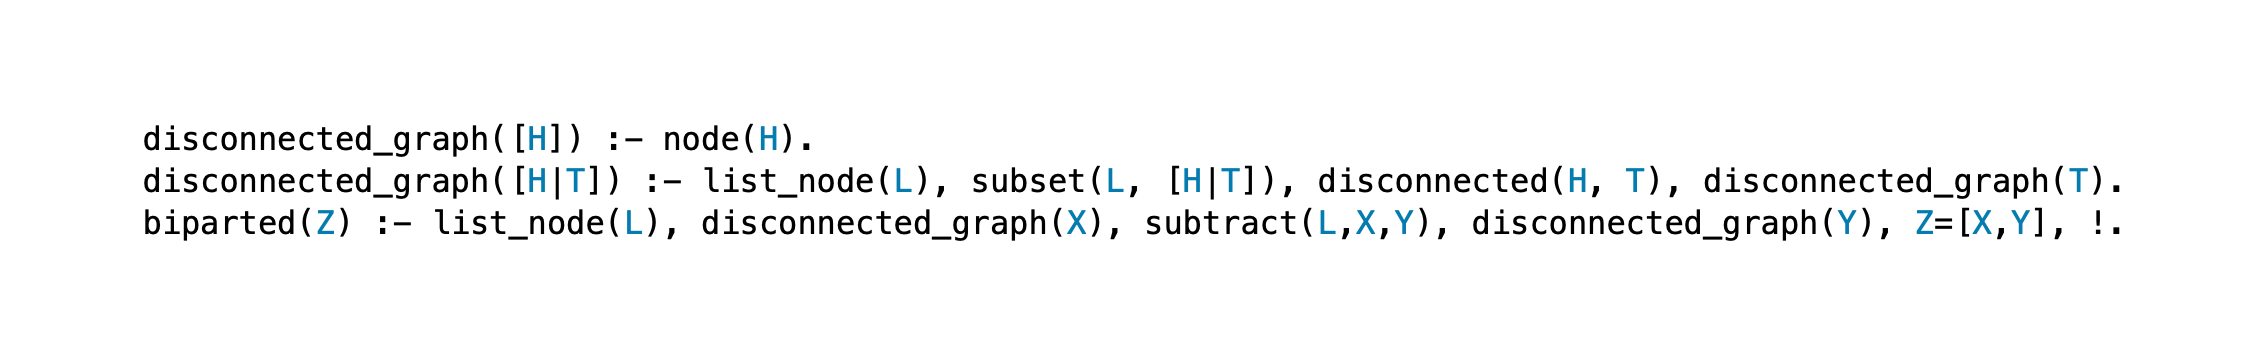 disconnected_graph([H]) :- node(H).
disconnected_graph([H|T]) :- list_node(L), subset(L, [H|T]), disconnected(H, T), disconnected_graph(T).
biparted(Z) :- list_node(L), disconnected_graph(X), subtract(L,X,Y), disconnected_graph(Y), Z=[X,Y], !.